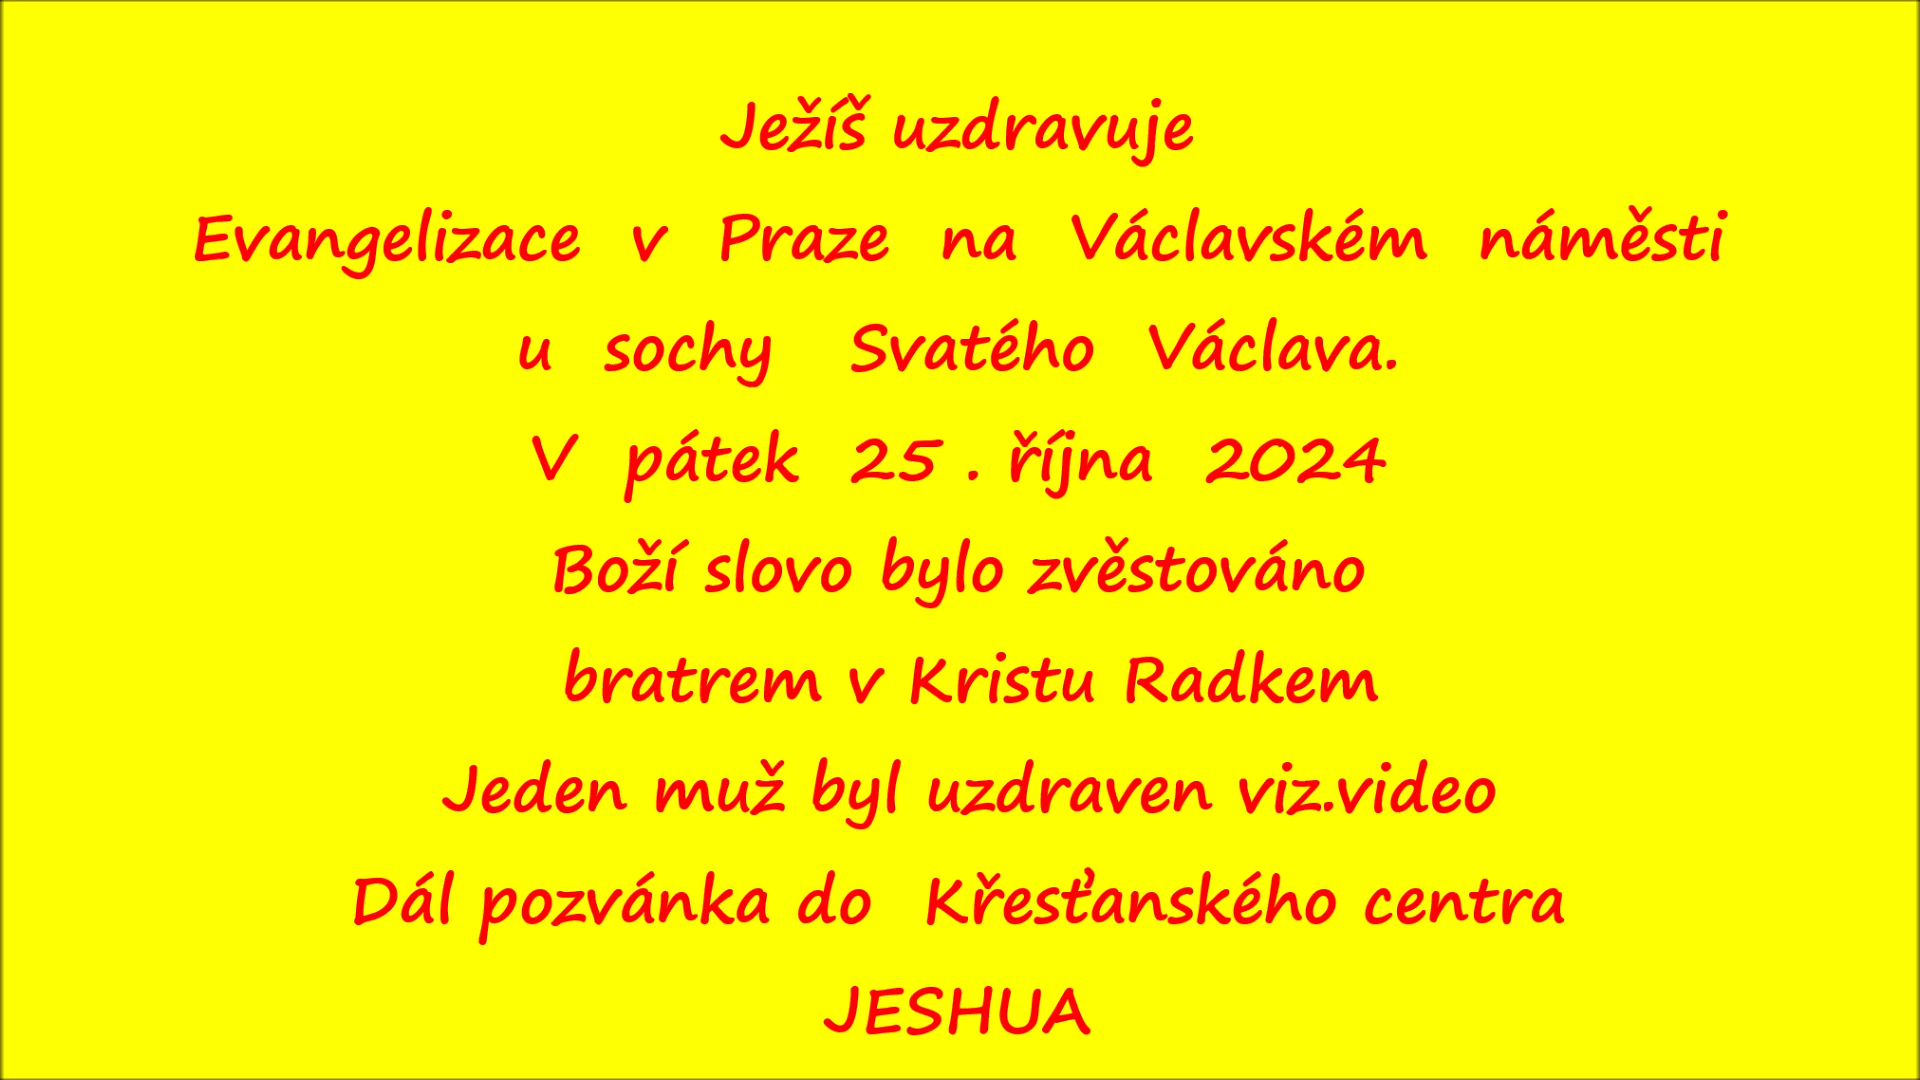 Ježíš uzdravuje
Evangelizace v Praze na Václavském náměsti
u sochy Svatého Václava.
V pátek 25 . října 2024
Boží slovo bylo zvěstováno
bratrem v Kristu Radkem
Jeden muž byl uzdraven viz.video
Dál pozvánka do Křesťanského centra
JESHUA